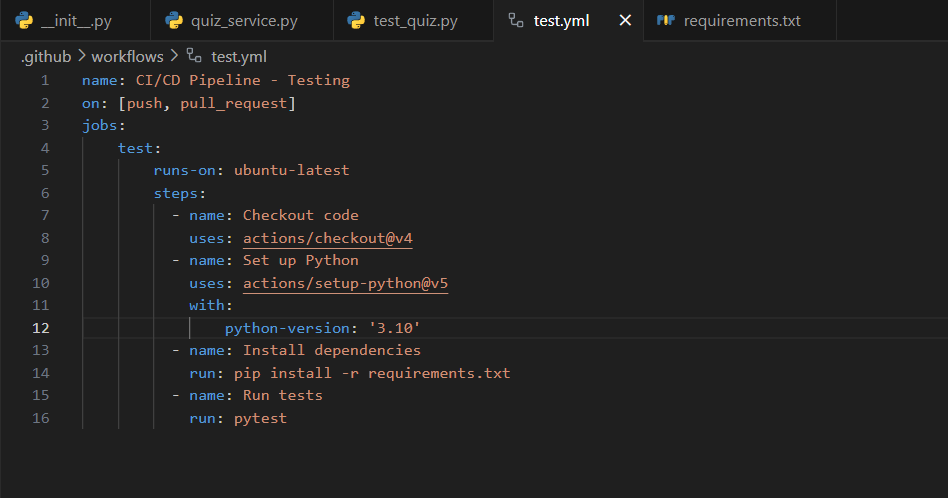 __init__.py quiz_service.py test_quiz.py test.yml requirements.txt
.github > workflows > test.yml
1 name: CI/CD Pipeline - Testing
2 on: [push, pull_request]
3 jobs:
4 test:
5 runs-on: ubuntu-latest
6 steps:
7 - name: Checkout code
8 uses: actions/checkout@v4
9 - name: Set up Python
10 uses: actions/setup-python@v5
11 with:
12 python-version: '3.10'
13 - name: Install dependencies
14 run: pip install -r requirements.txt
15 - name: Run tests
16 run: pytest